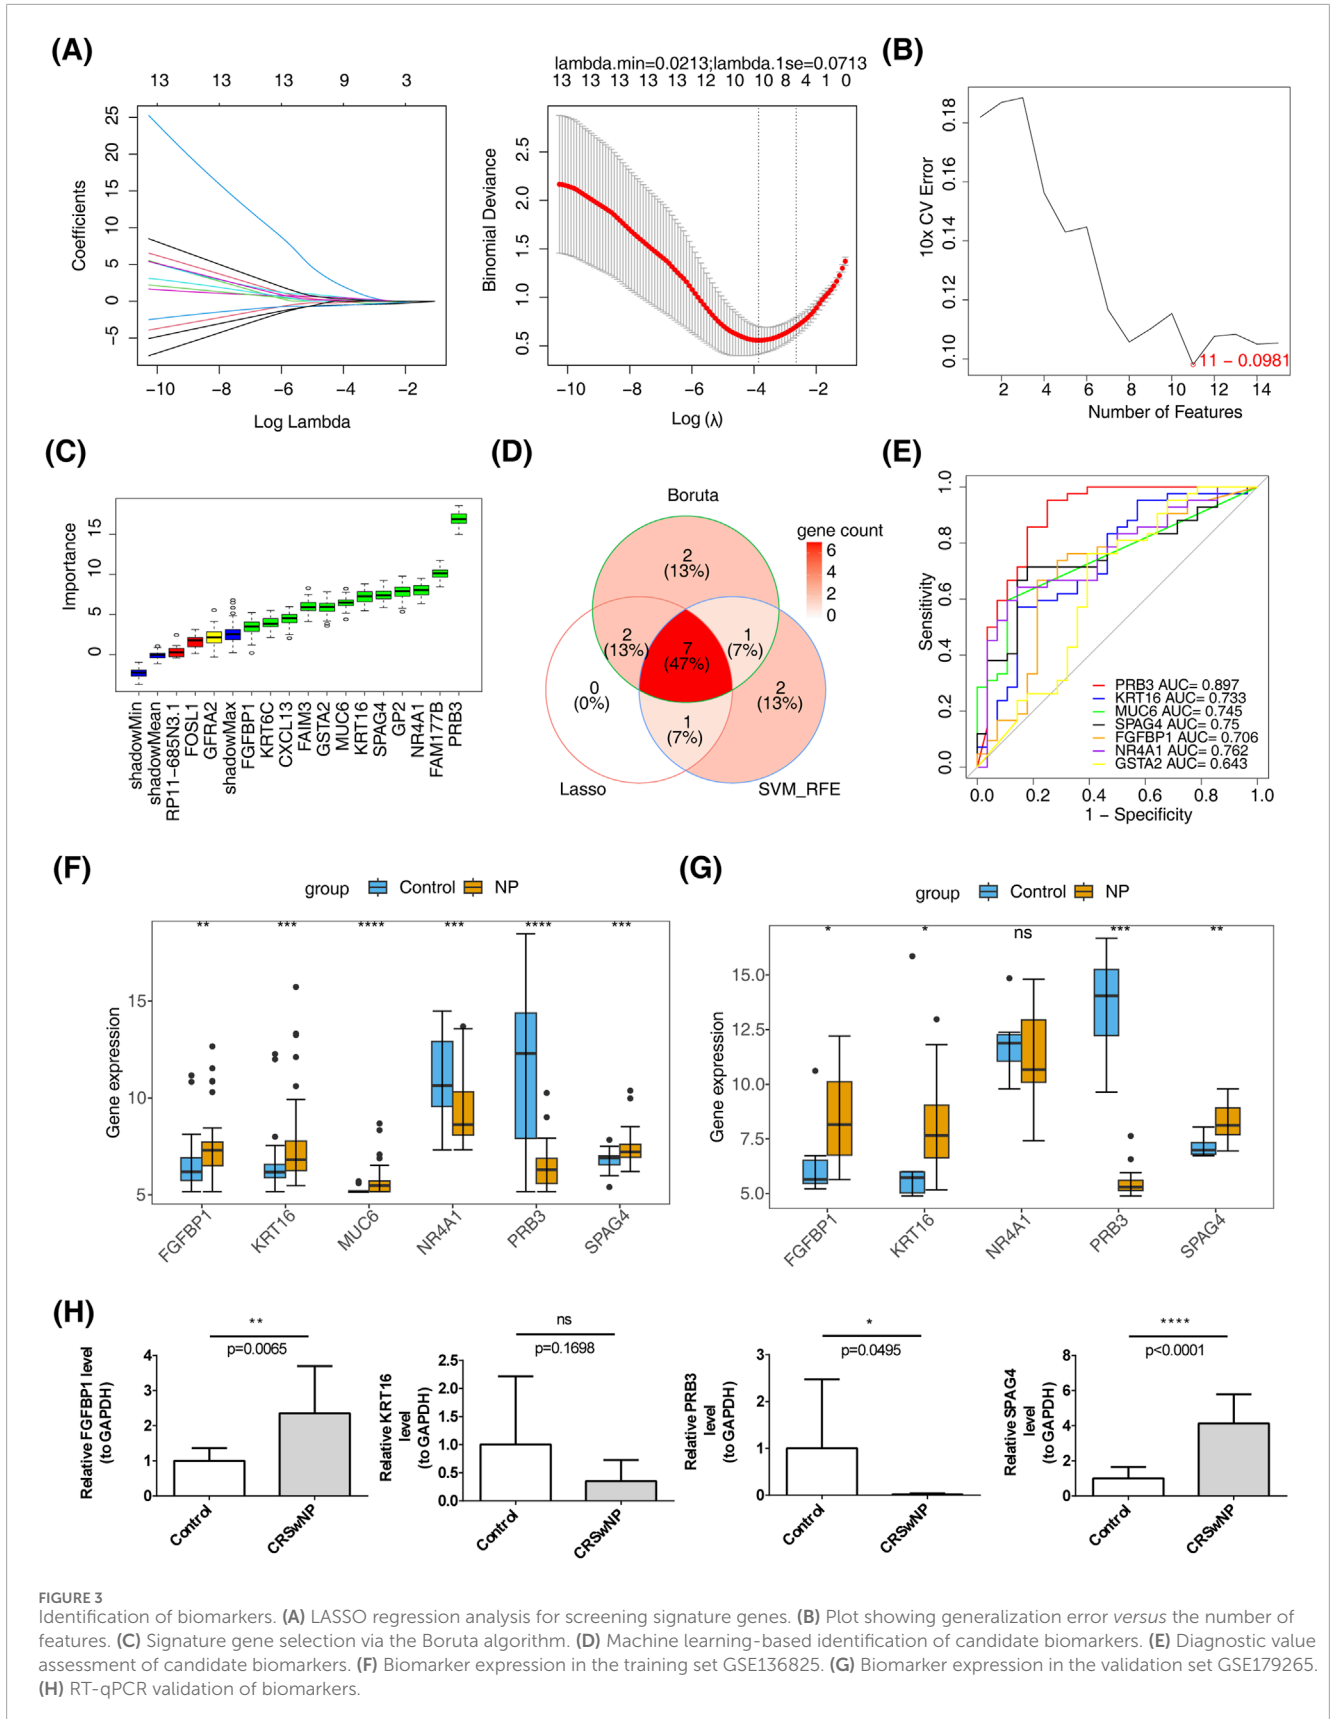 (A)
13 13 13 9 3
25
20
15
10
5
0
−5
Coefficients
−10 −8 −6 −4 −2
Log Lambda
lambda.min=0.0213;lambda.1se=0.0713
13 13 13 13 13 12 10 10 8 4 1 0
2.5
2.0
1.5
1.0
0.5
Binomial Deviance
−10 −8 −6 −4 −2
Log (λ)
(B)
0.18
0.16
0.14
0.12
0.10
10x CV Error
11 − 0.0981
2 4 6 8 10 12 14
Number of Features
(C)
15
10
5
0
Importance
shadowMin
shadowMean
RP11−685N3.1
FOSL1
GFRA2
shadowMax
FGFBP1
KRT6C
CXCL13
FAIM3
GSTA2
MUC6
KRT16
SPAG4
GP2
NR4A1
FAM177B
PRB3
(D)
Boruta
gene count
6
4
2
0
2
(13%)
2
(13%)
7
(47%)
1
(7%)
0
(0%)
2
(13%)
1
(7%)
Lasso
SVM_RFE
(E)
1.0
0.8
0.6
0.4
0.2
0.0
Sensitivity
PRB3 AUC= 0.897
KRT16 AUC= 0.733
MUC6 AUC= 0.745
SPAG4 AUC= 0.75
FGFBP1 AUC= 0.706
NR4A1 AUC= 0.762
GSTA2 AUC= 0.643
0.0 0.2 0.4 0.6 0.8 1.0
1 − Specificity
(F)
group Control NP
** *** **** *** **** ***
15
10
5
Gene expression
FGFBP1
KRT16
MUC6
NR4A1
PRB3
SPAG4
(G)
group Control NP
* * ns *** **
15.0
12.5
10.0
7.5
5.0
Gene expression
FGFBP1
KRT16
NR4A1
PRB3
SPAG4
(H)
**
p=0.0065
4
3
2
1
0
Relative FGFBP1 level
(to GAPDH)
Control
CRSwNP
ns
p=0.1698
2.5
2.0
1.5
1.0
0.5
0.0
Relative KRT16
level
(to GAPDH)
Control
CRSwNP
*
p=0.0495
3
2
1
0
Relative PRB3
level
(to GAPDH)
Control
CRSwNP
****
p<0.0001
8
6
4
2
0
Relative SPAG4
level
(to GAPDH)
Control
CRSwNP
FIGURE 3
Identification of biomarkers. (A) LASSO regression analysis for screening signature genes. (B) Plot showing generalization error versus the number of
features. (C) Signature gene selection via the Boruta algorithm. (D) Machine learning-based identification of candidate biomarkers. (E) Diagnostic value
assessment of candidate biomarkers. (F) Biomarker expression in the training set GSE136825. (G) Biomarker expression in the validation set GSE179265.
(H) RT-qPCR validation of biomarkers.